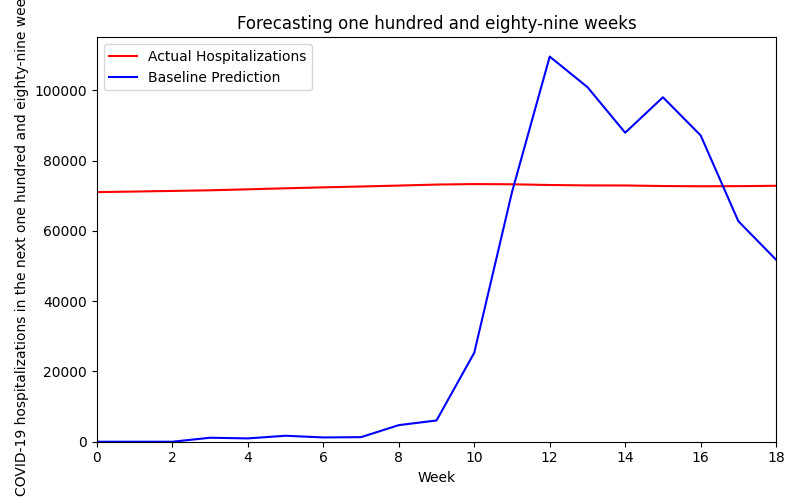 Forecasting one hundred and eighty-nine weeks
COVID-19 hospitalizations in the next one hundred and eighty-nine
Actual Hospitalizations
Baseline Prediction
100000
80000
60000
40000
20000
0
0 2 4 6 8 10 12 14 16 18
Week